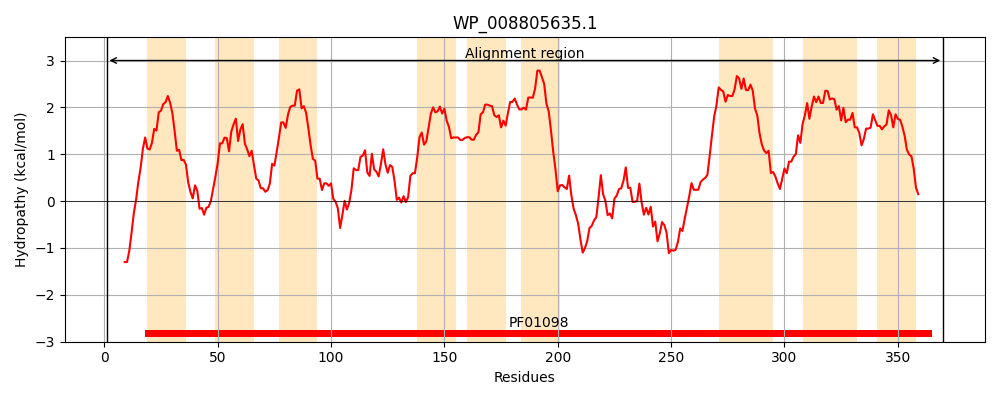 WP_008805635.1
Alignment region
3
2
1
0
−1
−2
−3
Hydropathy (kcal/mol)
PF01098
0 50 100 150 200 250 300 350
Residues